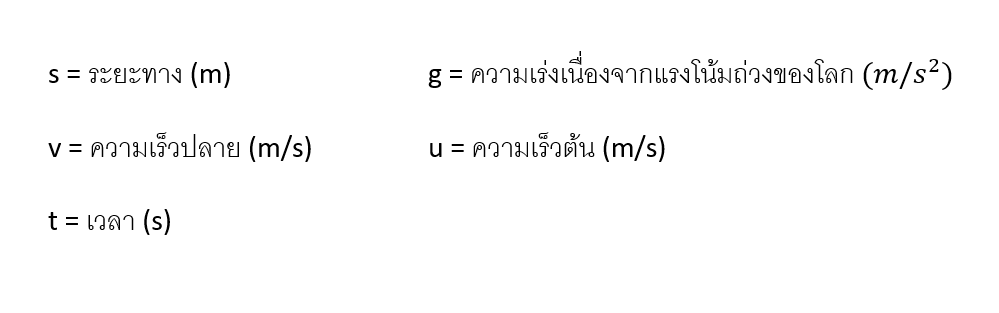 s = ระยะทาง (m) g = ความเร่งเนื่องจากแรงโน้มถ่วงของโลก (m/s²)
v = ความเร็วปลาย (m/s) u = ความเร็วต้น (m/s)
t = เวลา (s)